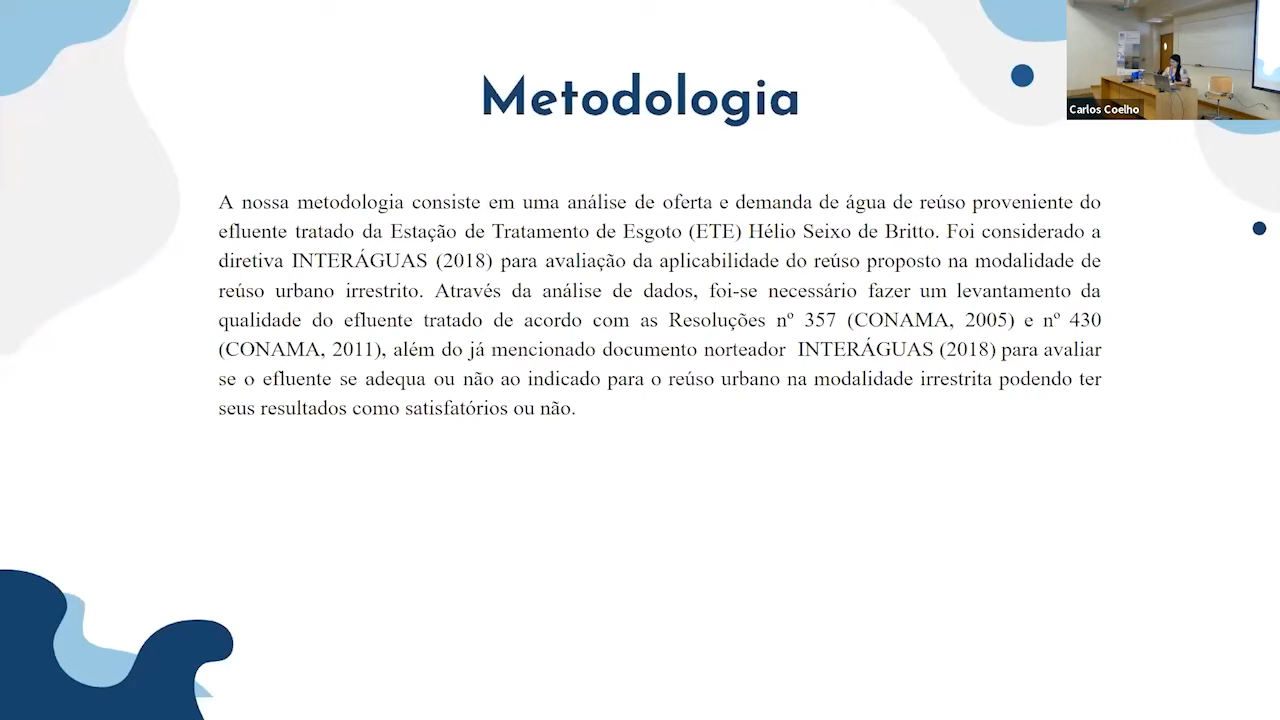 Metodologia
Carlos Coelho
A nossa metodologia consiste em uma análise de oferta e demanda de água de reúso proveniente do
efluente tratado da Estação de Tratamento de Esgoto (ETE) Hélio Seixo de Britto. Foi considerado a
diretiva INTERÁGUAS (2018) para avaliação da aplicabilidade do reúso proposto na modalidade de
reúso urbano irrestrito. Através da análise de dados, foi-se necessário fazer um levantamento da
qualidade do efluente tratado de acordo com as Resoluções nº 357 (CONAMA, 2005) e nº 430
(CONAMA, 2011), além do já mencionado documento norteador INTERÁGUAS (2018) para avaliar
se o efluente se adequa ou não ao indicado para o reúso urbano na modalidade irrestrita podendo ter
seus resultados como satisfatórios ou não.